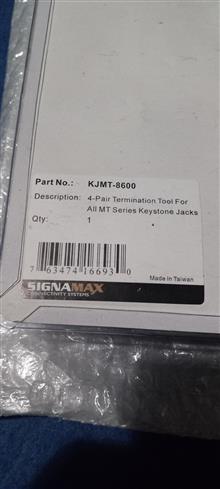 Part No.: KJMT-8600
Description: 4-Pair Termination Tool For
All MT Series Keystone Jacks
Qty: 1
7 63474 16693 0
Made In Taiwan
SIGNAMAX
CONNECTIVITY SYSTEMS